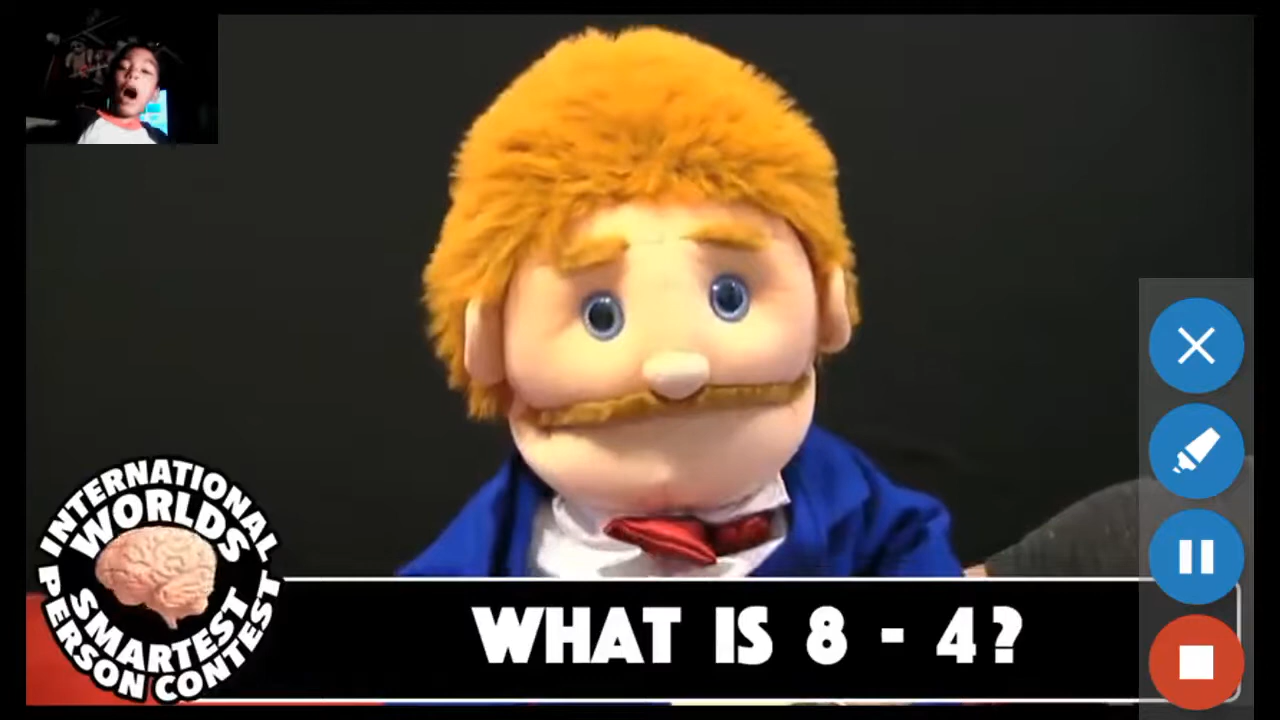 INTERNATIONAL
WORLDS
SMARTEST
PERSON CONTEST
WHAT IS 8 - 4?